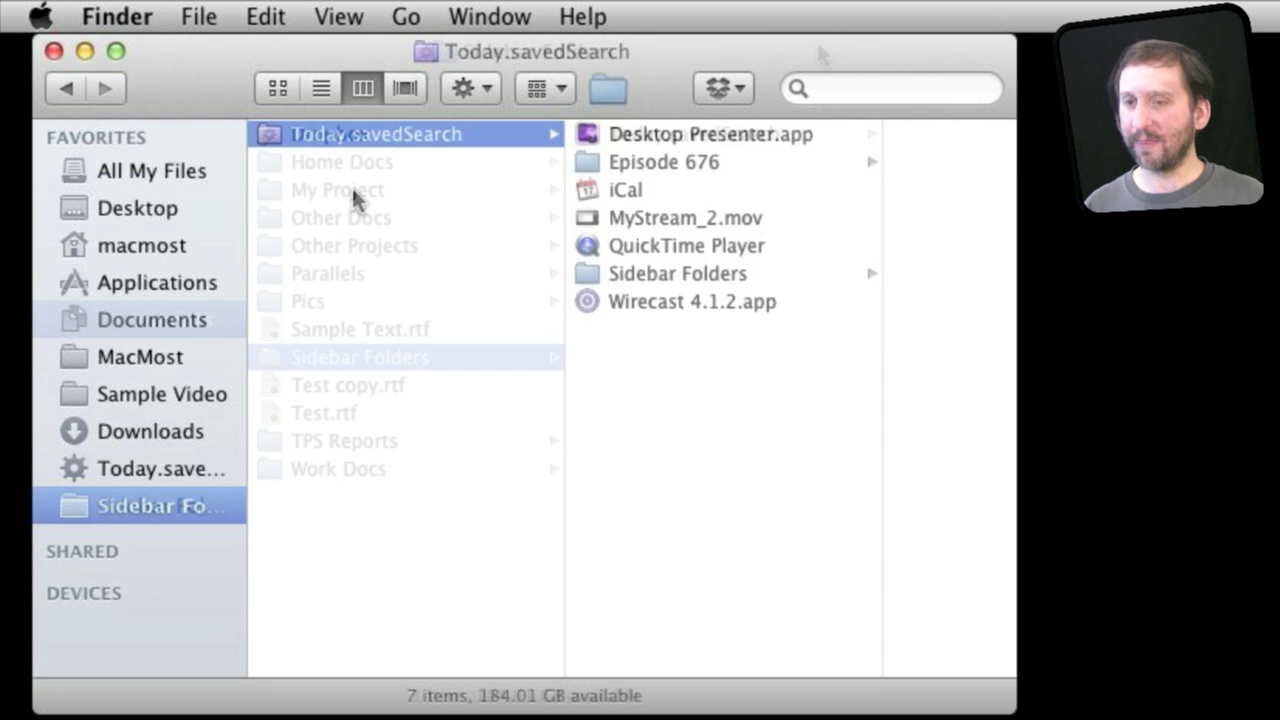 Finder File Edit View Go Window Help
Today.savedSearch
FAVORITES
All My Files
Desktop
macmost
Applications
Documents
MacMost
Sample Video
Downloads
Today.save...
Sidebar Fo...
SHARED
DEVICES
Today.savedSearch
Home Docs
My Project
Other Docs
Other Projects
Parallels
Pics
Sample Text.rtf
Sidebar Folders
Test copy.rtf
Test.rtf
TPS Reports
Work Docs
Desktop Presenter.app
Episode 676
iCal
17
MyStream_2.mov
QuickTime Player
Sidebar Folders
Wirecast 4.1.2.app
7 items, 184.01 GB available